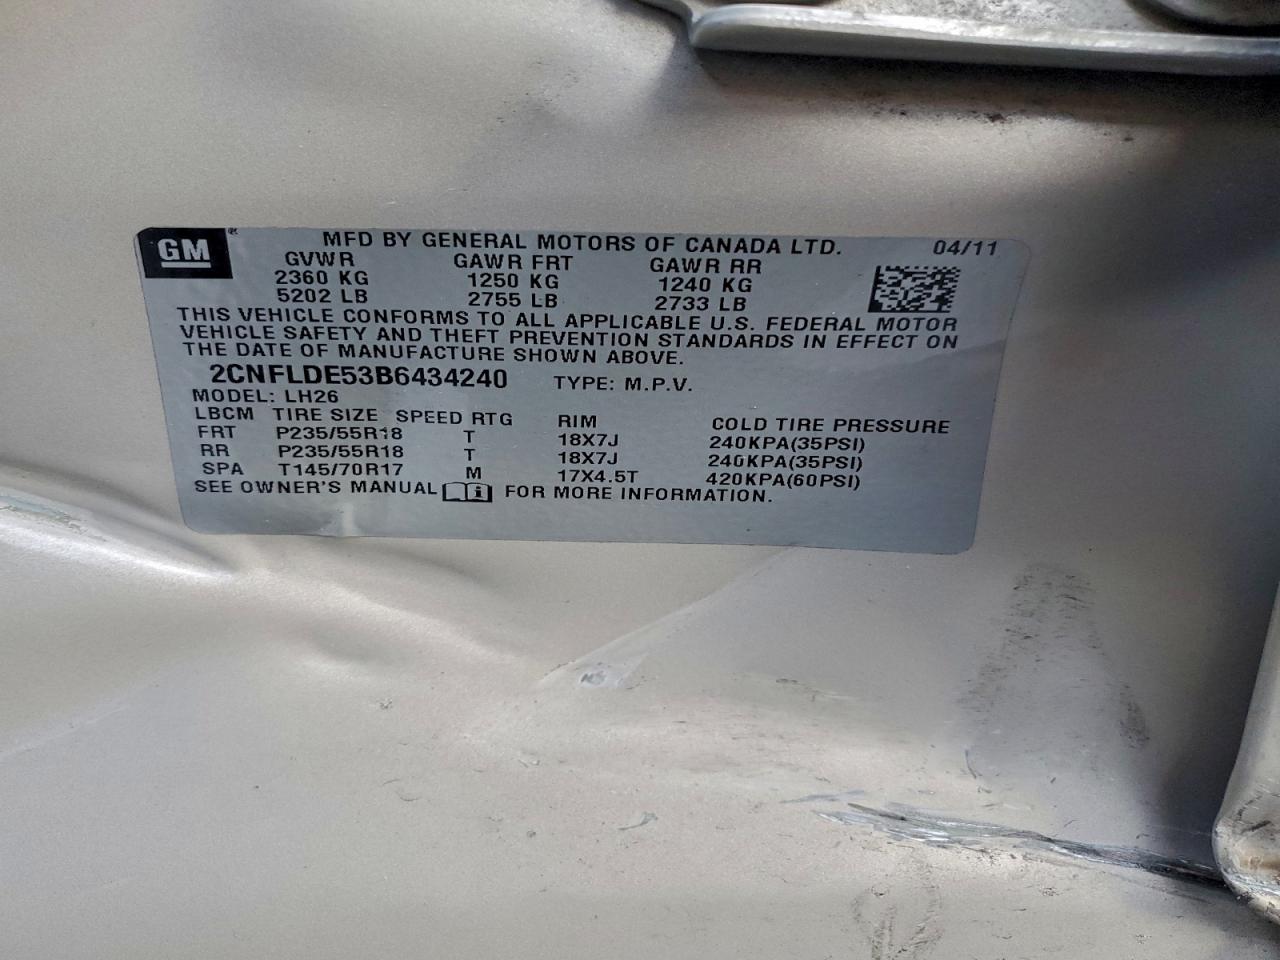 GM ® MFD BY GENERAL MOTORS OF CANADA LTD. 04/11
GVWR GAWR FRT GAWR RR
2360 KG 1250 KG 1240 KG
5202 LB 2755 LB 2733 LB
THIS VEHICLE CONFORMS TO ALL APPLICABLE U.S. FEDERAL MOTOR
VEHICLE SAFETY AND THEFT PREVENTION STANDARDS IN EFFECT ON
THE DATE OF MANUFACTURE SHOWN ABOVE.
2CNFLDE53B6434240 TYPE: M.P.V.
MODEL: LH26
LBCM TIRE SIZE SPEED RTG RIM COLD TIRE PRESSURE
FRT P235/55R18 T 18X7J 240KPA(35PSI)
RR P235/55R18 T 18X7J 240KPA(35PSI)
SPA T145/70R17 M 17X4.5T 420KPA(60PSI)
SEE OWNER'S MANUAL i FOR MORE INFORMATION.